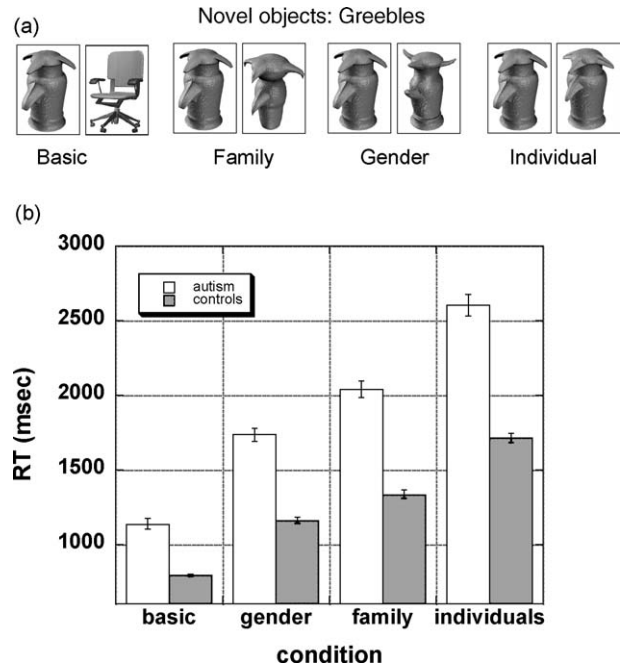 (a)
Novel objects: Greebles
Basic
Family
Gender
Individual
(b)
3000
2500
2000
1500
1000
RT (msec)
autism
controls
basic
gender
family
individuals
condition